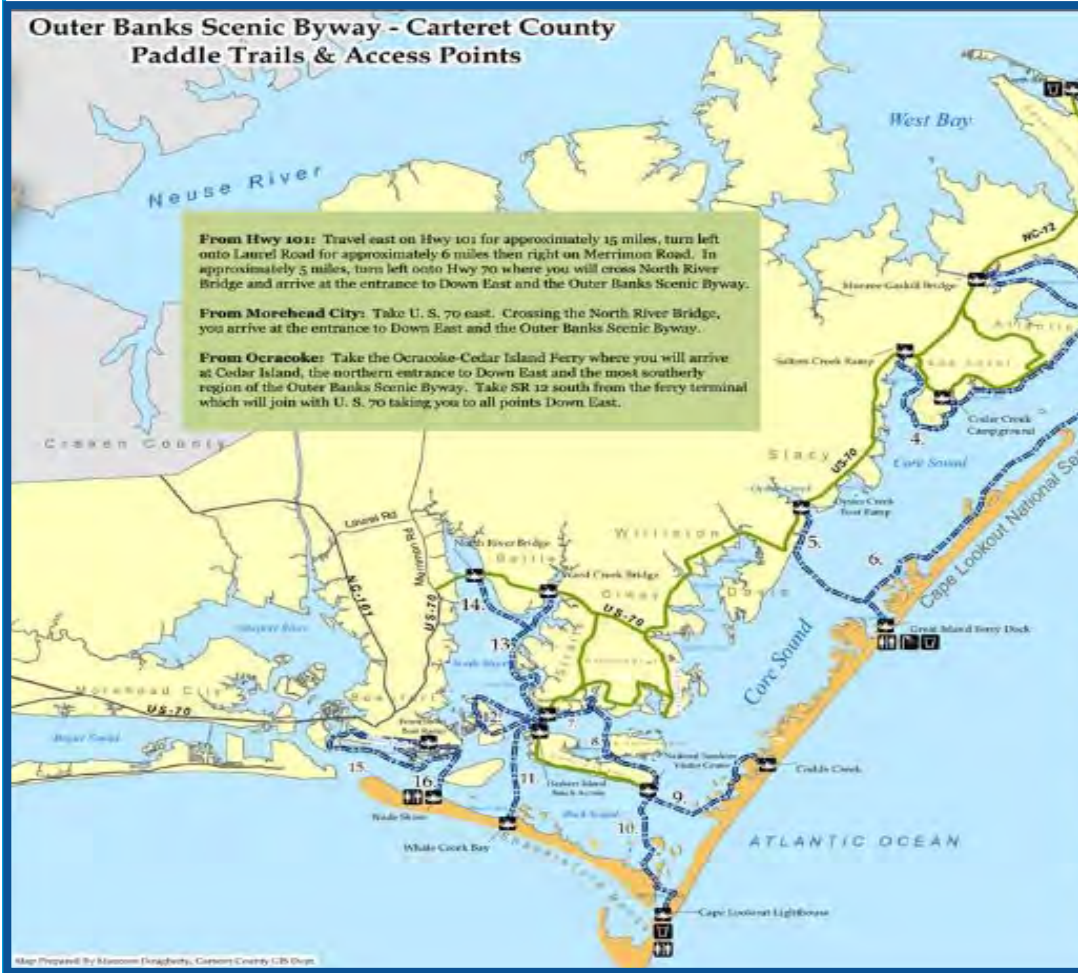 Outer Banks Scenic Byway - Carteret County
Paddle Trails & Access Points
West Bay
Neuse River
From Hwy 101: Travel east on Hwy 101 for approximately 15 miles, turn left
onto Laurel Road for approximately 6 miles then right on Merrimon Road. In
approximately 5 miles, turn left onto Hwy 70 where you will cross North River
Bridge and arrive at the entrance to Down East and the Outer Banks Scenic Byway.
From Morehead City: Take U. S. 70 east. Crossing the North River Bridge,
you arrive at the entrance to Down East and the Outer Banks Scenic Byway.
From Ocracoke: Take the Ocracoke-Cedar Island Ferry where you will arrive
at Cedar Island, the northern entrance to Down East and the most southerly
region of the Outer Banks Scenic Byway. Take SR 12 south from the ferry terminal
which will join with U. S. 70 taking you to all points Down East.
NC-12
Monroe Gaskill Bridge
Atlantic
Salters Creek Ramp
Cedar Creek
Campground
4.
Craven County
Core Sound
Stacy
US-70
Oyster Creek
Boat Ramp
Cape Lookout National Sea
Laurel Rd
Merrimon Rd
North River Bridge
Williston
5.
6.
Ward Creek Bridge
Davis
NC-101
US-70
14.
US-70
Great Island Ferry Dock
13.
Core Sound
Morehead City
US-70
Beaufort
12.
7.
8.
Bogue Sound
15.
16.
11.
Harkers Island
Codds Creek
9.
10.
Whale Creek Bay
ATLANTIC OCEAN
Cape Lookout Lighthouse
Carteret County GIS Dept.